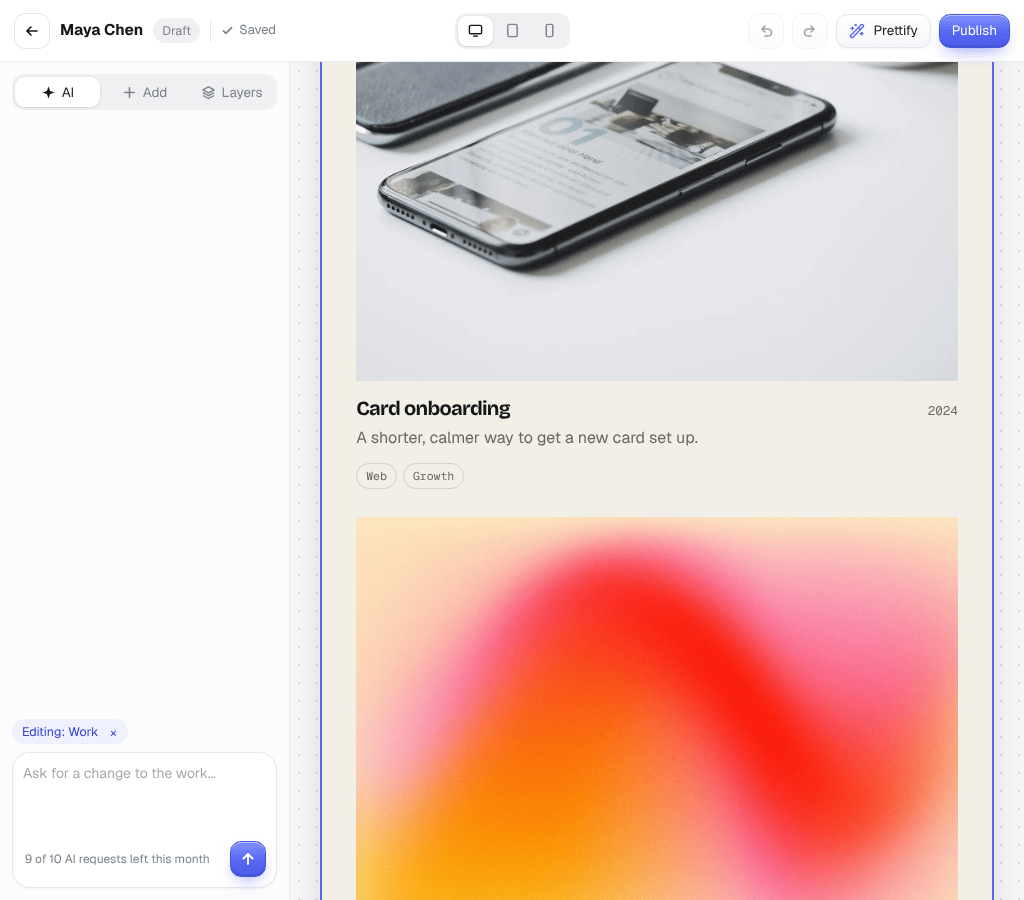 Maya Chen
Draft
Saved
Prettify
Publish
AI
Add
Layers
01
Card onboarding
2024
A shorter, calmer way to get a new card set up.
Web
Growth
Editing: Work ×
Ask for a change to the work...
9 of 10 AI requests left this month